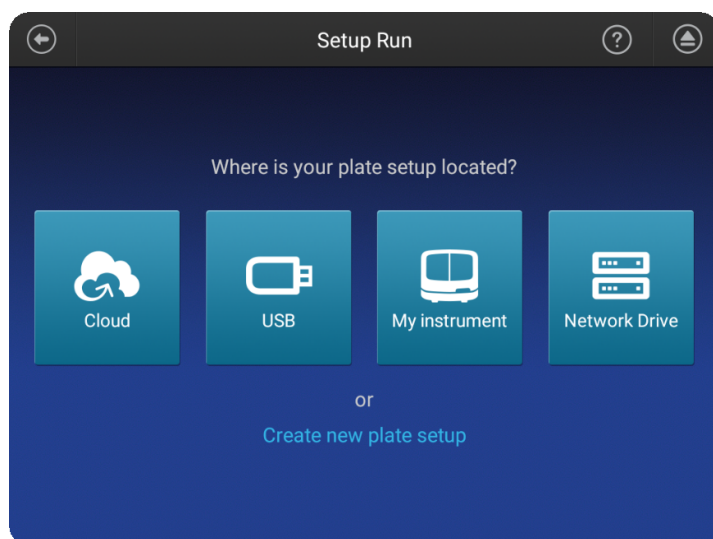 Setup Run
?
Where is your plate setup located?
Cloud
USB
My instrument
Network Drive
or
Create new plate setup